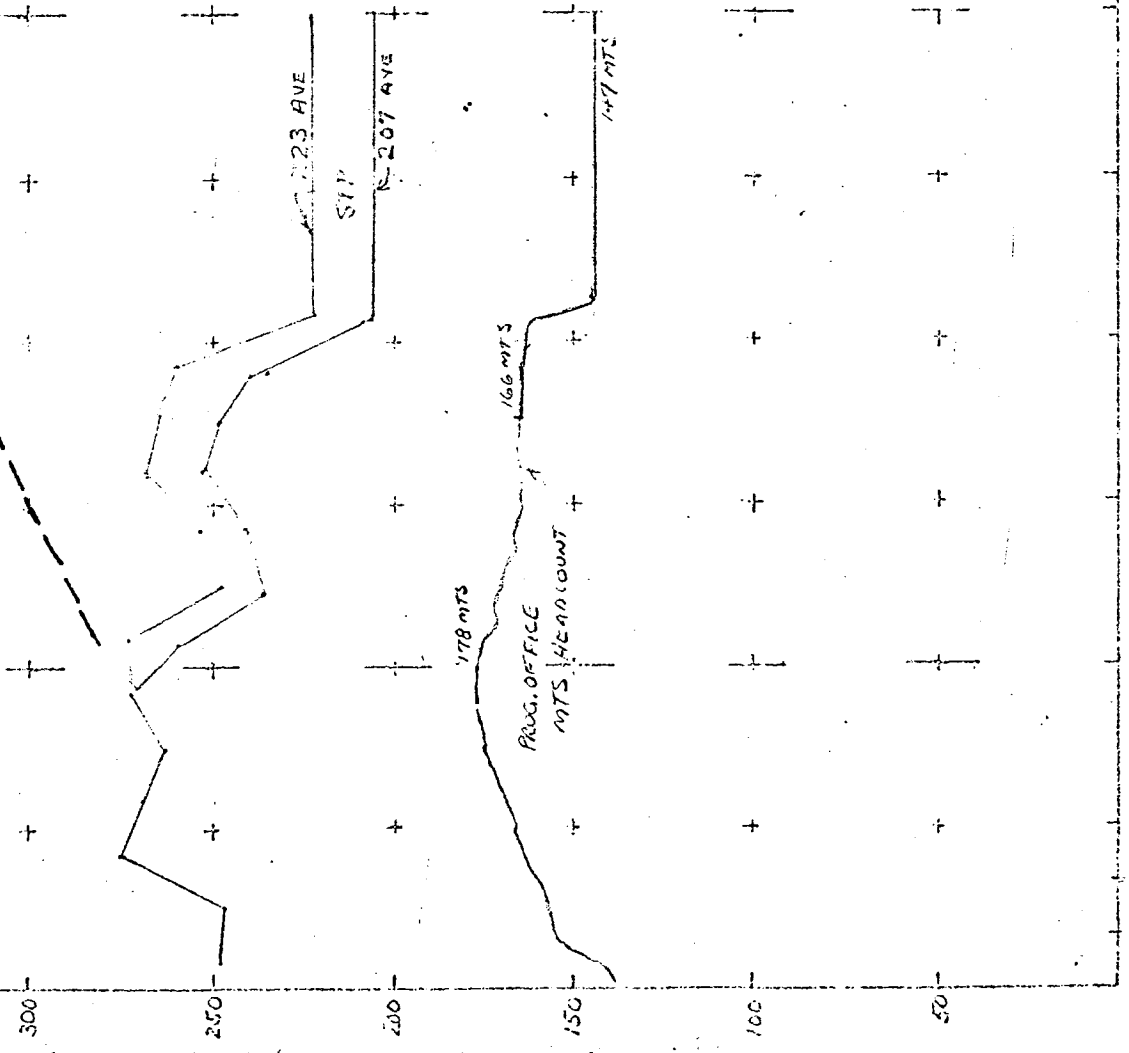 300
250
200
150
100
50
223 AVE
207 AVE
166 MTS
147 MTS
178 MTS
PROG. OFFICE
MTS HEADCOUNT